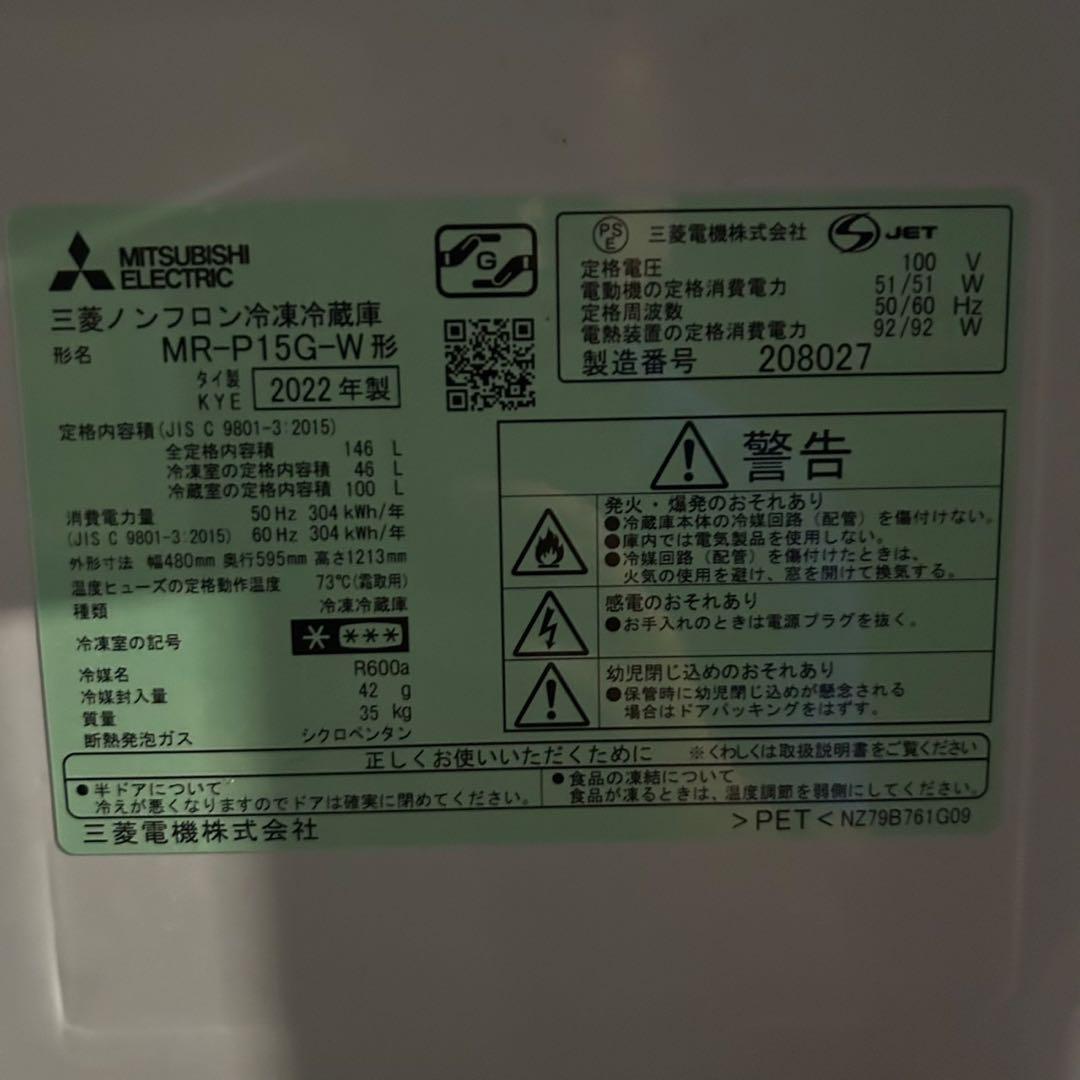 MITSUBISHI
ELECTRIC
三菱ノンフロン冷凍冷蔵庫
形名 MR-P15G-W形
タイ製
KYE
2022年製
定格内容積(JIS C 9801-3:2015)
全定格内容積 146 L
冷凍室の定格内容積 46 L
冷蔵室の定格内容積 100 L
消費電力量 50Hz 304 kWh/年
(JIS C 9801-3:2015) 60Hz 304 kWh/年
外形寸法 幅480mm 奥行595mm 高さ1213mm
温度ヒューズの定格動作温度 73℃(霜取用)
種類 冷凍冷蔵庫
冷凍室の記号
冷媒名 R600a
冷媒封入量 42 g
質量 35 kg
断熱発泡ガス シクロペンタン
G
PS
E
三菱電機株式会社 JET
定格電圧 100 V
電動機の定格消費電力 51/51 W
定格周波数 50/60 Hz
電熱装置の定格消費電力 92/92 W
製造番号 208027
警告
発火・爆発のおそれあり
●冷蔵庫本体の冷媒回路(配管)を傷付けない。
●庫内では電気製品を使用しない。
●冷媒回路(配管)を傷付けたときは、
火気の使用を避け、窓を開けて換気する。
感電のおそれあり
●お手入れのときは電源プラグを抜く。
幼児閉じ込めのおそれあり
●保管時に幼児閉じ込めが懸念される
場合はドアパッキングをはずす。
正しくお使いいただくために ※くわしくは取扱説明書をご覧ください
●半ドアについて
冷えが悪くなりますのでドアは確実に閉めてください。
●食品の凍結について
食品が凍るときは、温度調節を弱側にしてください。
三菱電機株式会社
>PET< NZ79B761G09